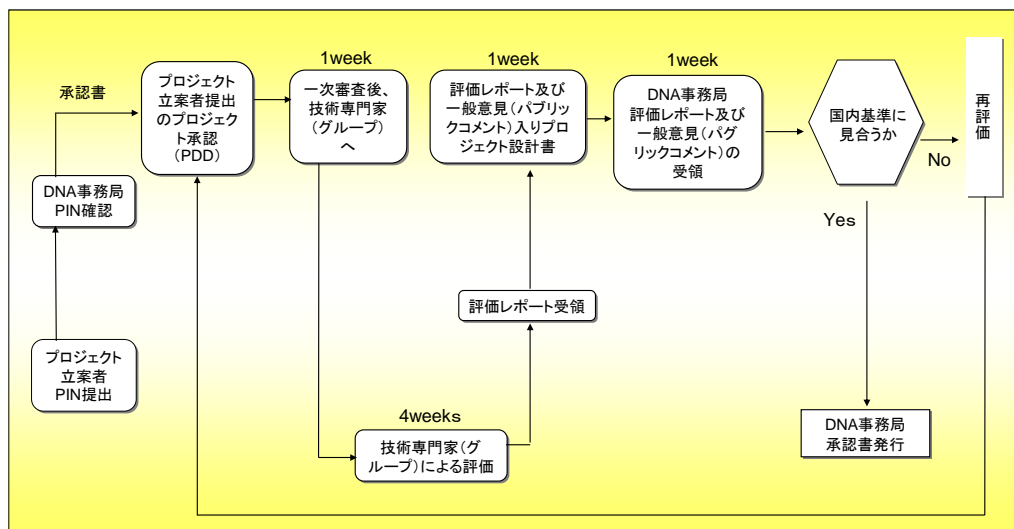 承認書
プロジェクト
立案者提出
のプロジェク
ト承認
(PDD)
1week
一次審査後、
技術専門家
(グループ)
へ
1week
評価レポート及び
一般意見(パブリッ
クコメント)入りプロ
ジェクト設計書
1week
DNA事務局
評価レポート及び
一般意見(パグ
リックコメント)の
受領
国内基準に
見合うか
No
再評価
Yes
DNA事務局
PIN確認
評価レポート受領
プロジェクト
立案者
PIN提出
4weeks
技術専門家(グ
ループ)による評価
DNA事務局
承認書発行